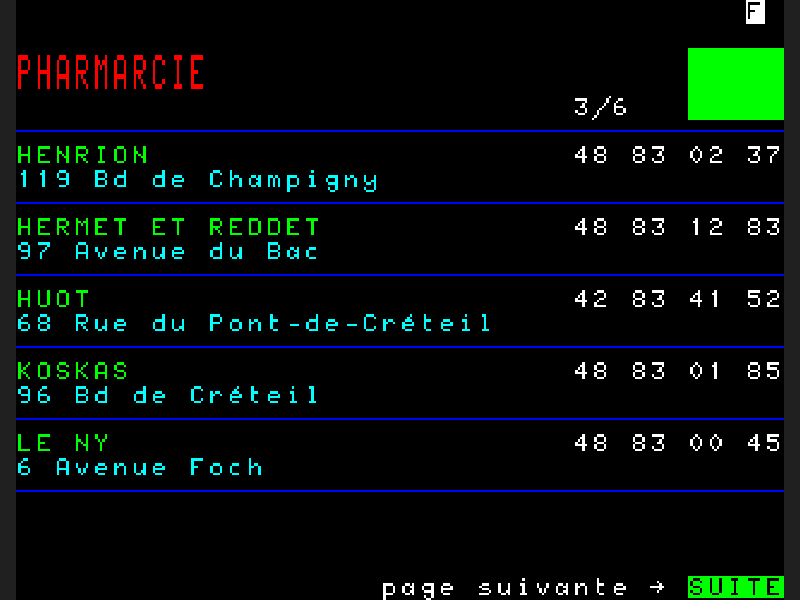 F
PHARMARCIE
3/6
HENRION 48 83 02 37
119 Bd de Champigny
HERMET ET REDDET 48 83 12 83
97 Avenue du Bac
HUOT 42 83 41 52
68 Rue du Pont-de-Créteil
KOSKAS 48 83 01 85
96 Bd de Créteil
LE NY 48 83 00 45
6 Avenue Foch
page suivante → SUITE